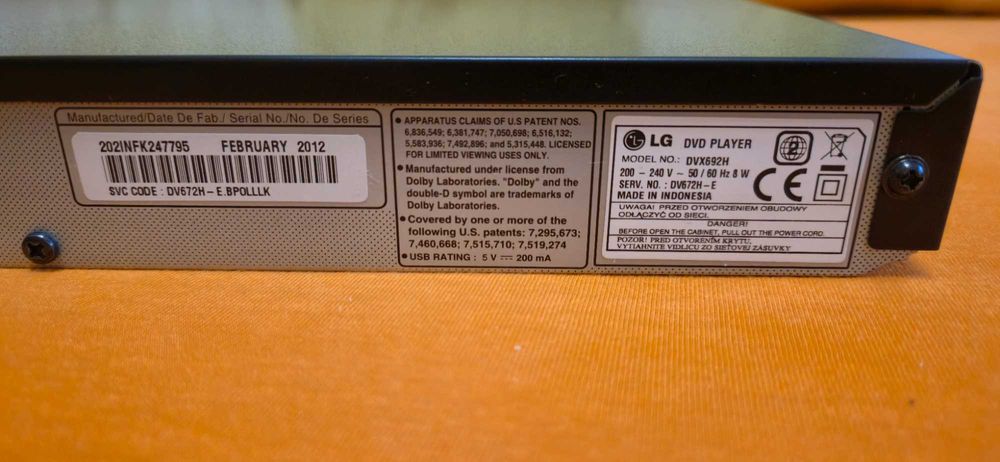 Manufactured/Date De Fab./ Serial No./No. De Series
202INFK247795 FEBRUARY 2012
SVC CODE : DV672H-E.BPOLLLK
• APPARATUS CLAIMS OF U.S PATENT NOS.
6,836,549; 6,381,747; 7,050,698; 6,516,132;
5,583,936; 7,492,896; and 5,315,448. LICENSED
FOR LIMITED VIEWING USES ONLY.
• Manufactured under license from
Dolby Laboratories. "Dolby" and the
double-D symbol are trademarks of
Dolby Laboratories.
• Covered by one or more of the
following U.S. patents: 7,295,673;
7,460,668; 7,515,710; 7,519,274
• USB RATING : 5 V ⎓ 200 mA
LG DVD PLAYER
MODEL NO.: DVX692H
200 - 240 V ~ 50 / 60 Hz 8 W
SERV. NO. : DV672H-E
MADE IN INDONESIA
2
CE
UWAGA! PRZED OTWORZENIEM OBUDOWY
ODŁĄCZYĆ OD SIECI.
DANGER!
BEFORE OPEN THE CABINET, PULL OUT THE POWER CORD.
POZOR! PRED OTVORENÍM KRYTU,
VYTIAHNITE VIDLICU ZO SIEŤOVEJ ZÁSUVKY